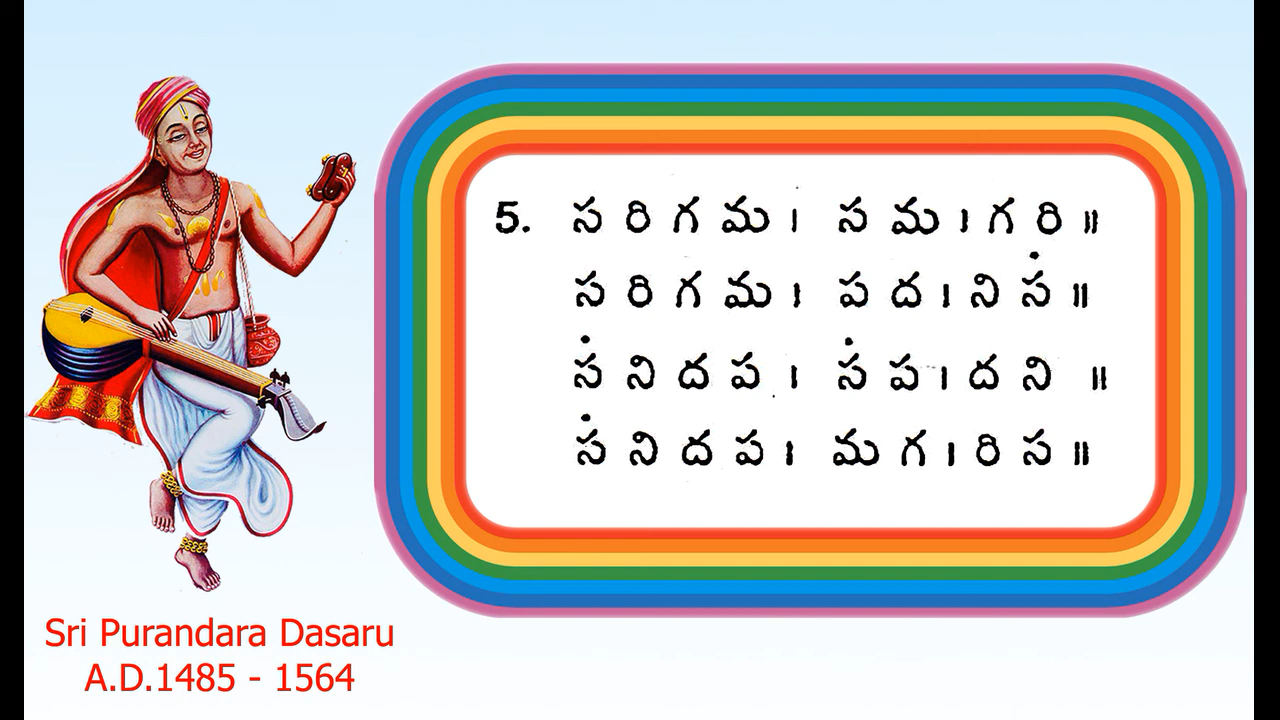 5. స రి గ మ । స మ । గ రి ॥
స రి గ మ । ప ద । ని స̇ ॥
స̇ ని ద ప । స̇ ప । ద ని ॥
స̇ ని ద ప । మ గ । రి స ॥
Sri Purandara Dasaru
A.D.1485 - 1564